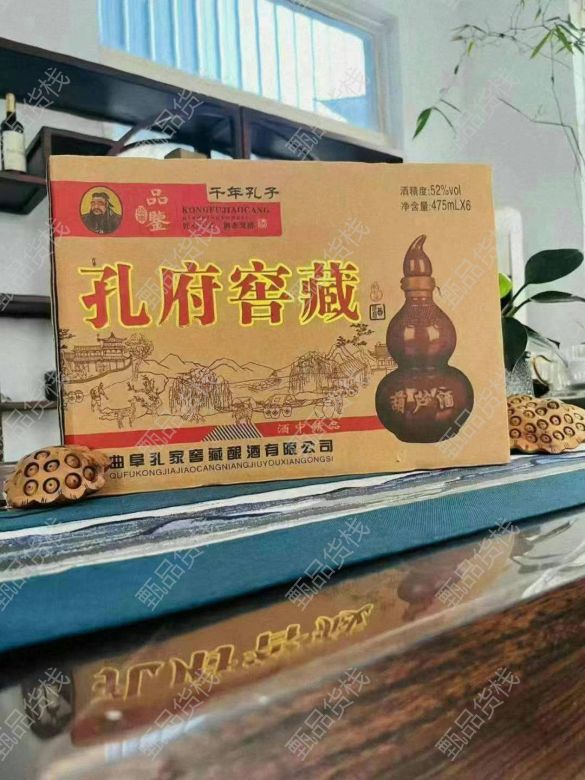 品鉴
千年孔子
KONGFUJIAOCANG
酒精度:52%vol
净含量:475mLX6
孔府窖藏
葫芦酒
酒中臻品
曲阜孔家窖藏酿酒有限公司
QUFUKONGJIAJIAOCANGNIANGJIUYOUXIANGONGSI
甄品货栈